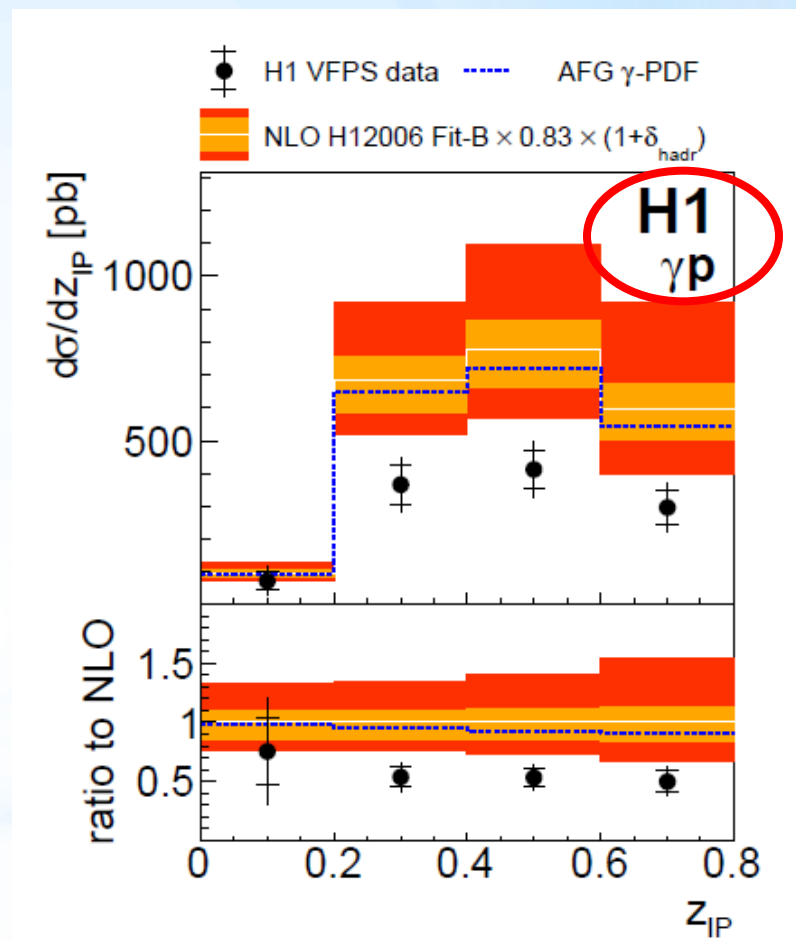 H1 VFPS data AFG γ-PDF
NLO H12006 Fit-B × 0.83 × (1+δhadr)
H1
γp
dσ/dzIP [pb]
1000
500
ratio to NLO
1.5
1
0.5
0 0.2 0.4 0.6 0.8
zIP